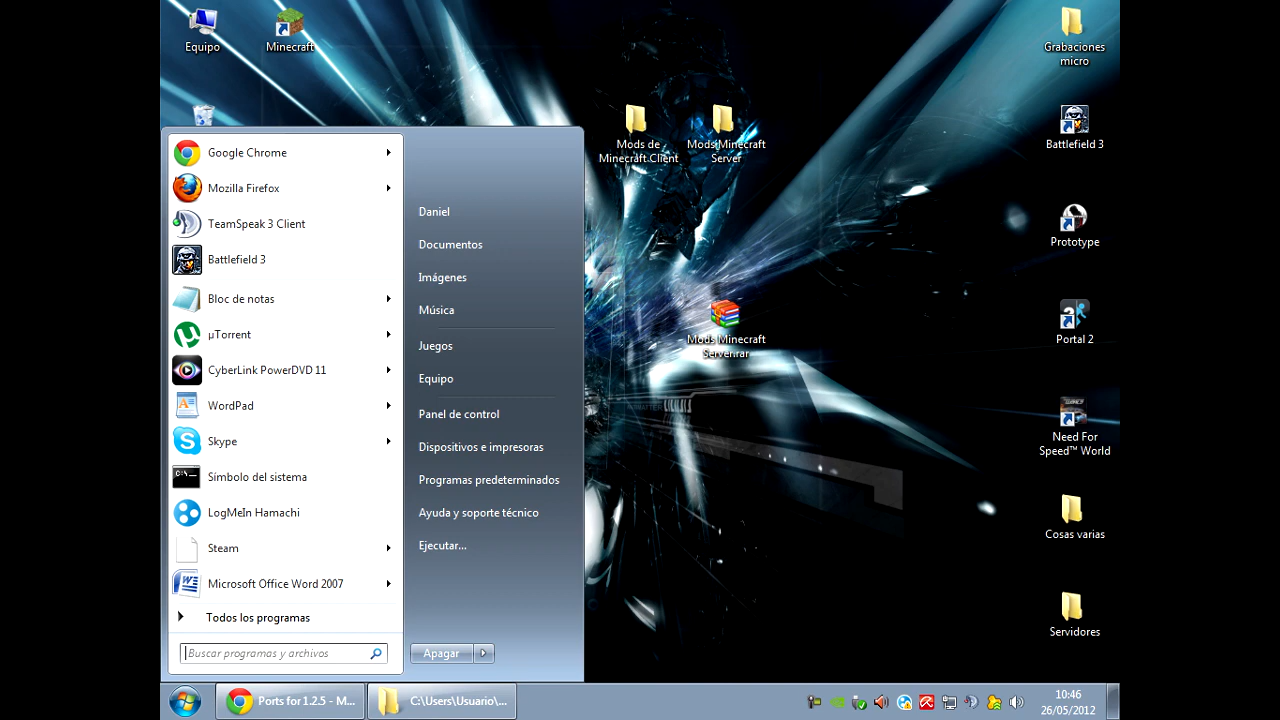 Equipo
Minecraft
Grabaciones
micro
Mods de
Minecraft Client
Mods Minecraft
Server
Battlefield 3
Prototype
Mods Minecraft
Server.rar
Portal 2
Need For
Speed™ World
Cosas varias
Servidores
Google Chrome
Mozilla Firefox
TeamSpeak 3 Client
Battlefield 3
Bloc de notas
µTorrent
CyberLink PowerDVD 11
WordPad
Skype
Símbolo del sistema
LogMeIn Hamachi
Steam
Microsoft Office Word 2007
Todos los programas
Buscar programas y archivos
Daniel
Documentos
Imágenes
Música
Juegos
Equipo
Panel de control
Dispositivos e impresoras
Programas predeterminados
Ayuda y soporte técnico
Ejecutar...
Apagar
Ports for 1.2.5 - M...
C:\Users\Usuario\...
10:46
26/05/2012